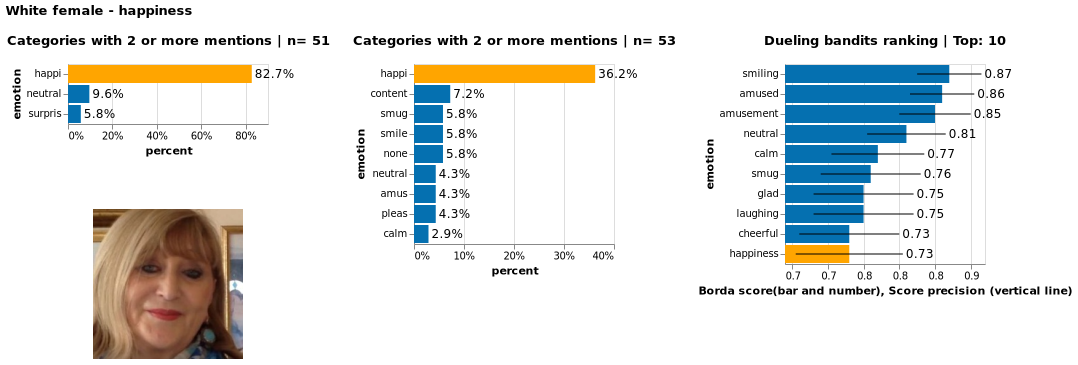 White female - happiness
Categories with 2 or more mentions | n= 51
emotion
happi 82.7%
neutral 9.6%
surpris 5.8%
0% 20% 40% 60% 80%
percent
Categories with 2 or more mentions | n= 53
emotion
happi 36.2%
content 7.2%
smug 5.8%
smile 5.8%
none 5.8%
neutral 4.3%
amus 4.3%
pleas 4.3%
calm 2.9%
0% 10% 20% 30% 40%
percent
Dueling bandits ranking | Top: 10
emotion
smiling 0.87
amused 0.86
amusement 0.85
neutral 0.81
calm 0.77
smug 0.76
glad 0.75
laughing 0.75
cheerful 0.73
happiness 0.73
0.7 0.7 0.8 0.8 0.8 0.9
Borda score(bar and number), Score precision (vertical line)